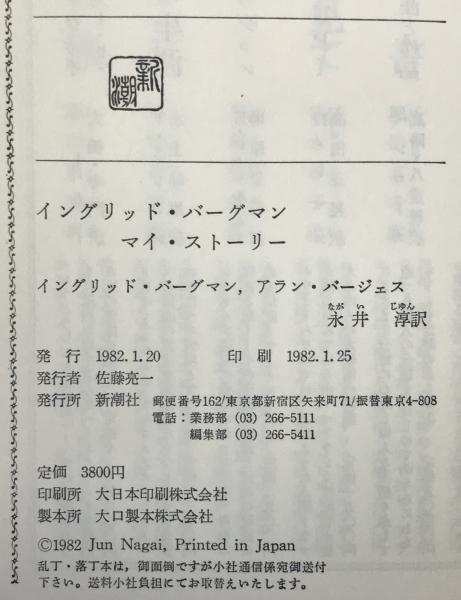 新潮
イングリッド・バーグマン
マイ・ストーリー
イングリッド・バーグマン, アラン・バージェス
なが い じゅん
永井 淳訳
発行 1982.1.20 印刷 1982.1.25
発行者 佐藤亮一
発行所 新潮社 郵便番号162/東京都新宿区矢来町71/振替東京4-808
電話：業務部 (03) 266-5111
編集部 (03) 266-5411
定価 3800円
印刷所 大日本印刷株式会社
製本所 大口製本株式会社
©1982 Jun Nagai, Printed in Japan
乱丁・落丁本は，御面倒ですが小社通信係宛御送付
下さい。送料小社負担にてお取替えいたします。